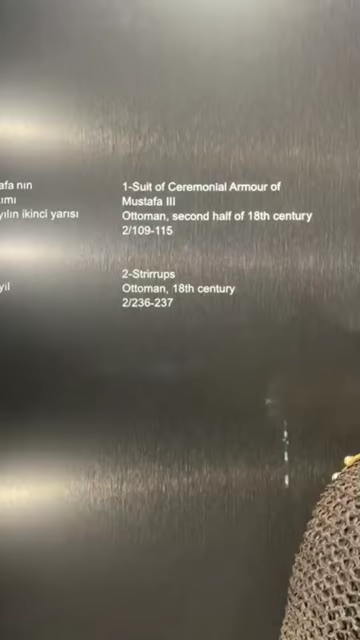 afa nın
ımı
yılın ikinci yarısı
yıl
1-Suit of Ceremonial Armour of
Mustafa III
Ottoman, second half of 18th century
2/109-115
2-Strirrups
Ottoman, 18th century
2/236-237